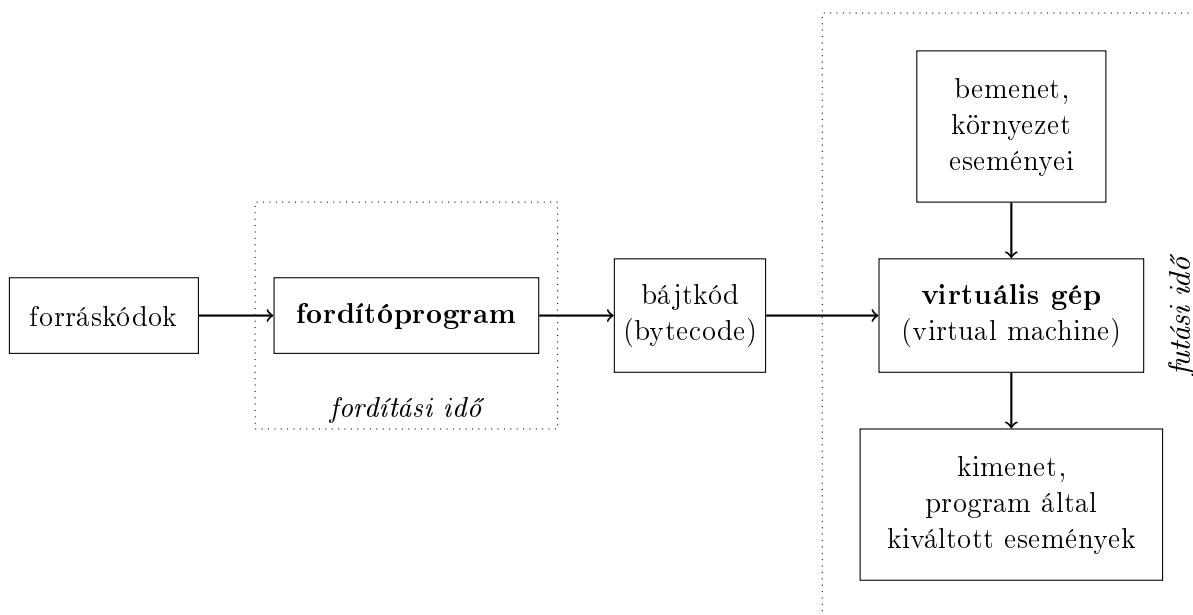 forráskódok
fordítóprogram
fordítási idő
bájtkód
(bytecode)
bemenet,
környezet
eseményei
virtuális gép
(virtual machine)
futási idő
kimenet,
program által
kiváltott események